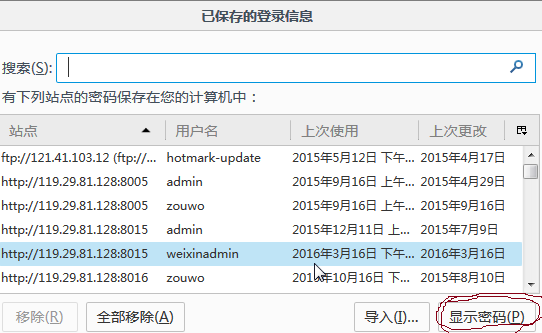 已保存的登录信息
搜索(S):
有下列站点的密码保存在您的计算机中：
站点 用户名 上次使用 上次更改
ftp://121.41.103.12 (ftp://... hotmark-update 2015年5月12日 下午... 2015年4月17日
http://119.29.81.128:8005 admin 2015年9月16日 上... 2015年4月29日
http://119.29.81.128:8005 zouwo 2015年9月16日 下... 2015年9月16日
http://119.29.81.128:8015 admin 2015年12月11日 上... 2015年7月9日
http://119.29.81.128:8015 weixinadmin 2016年3月16日 下午... 2016年3月16日
http://119.29.81.128:8016 zouwo 2015年10月16日 下... 2015年8月10日
移除(R) 全部移除(A) 导入(I)... 显示密码(P)